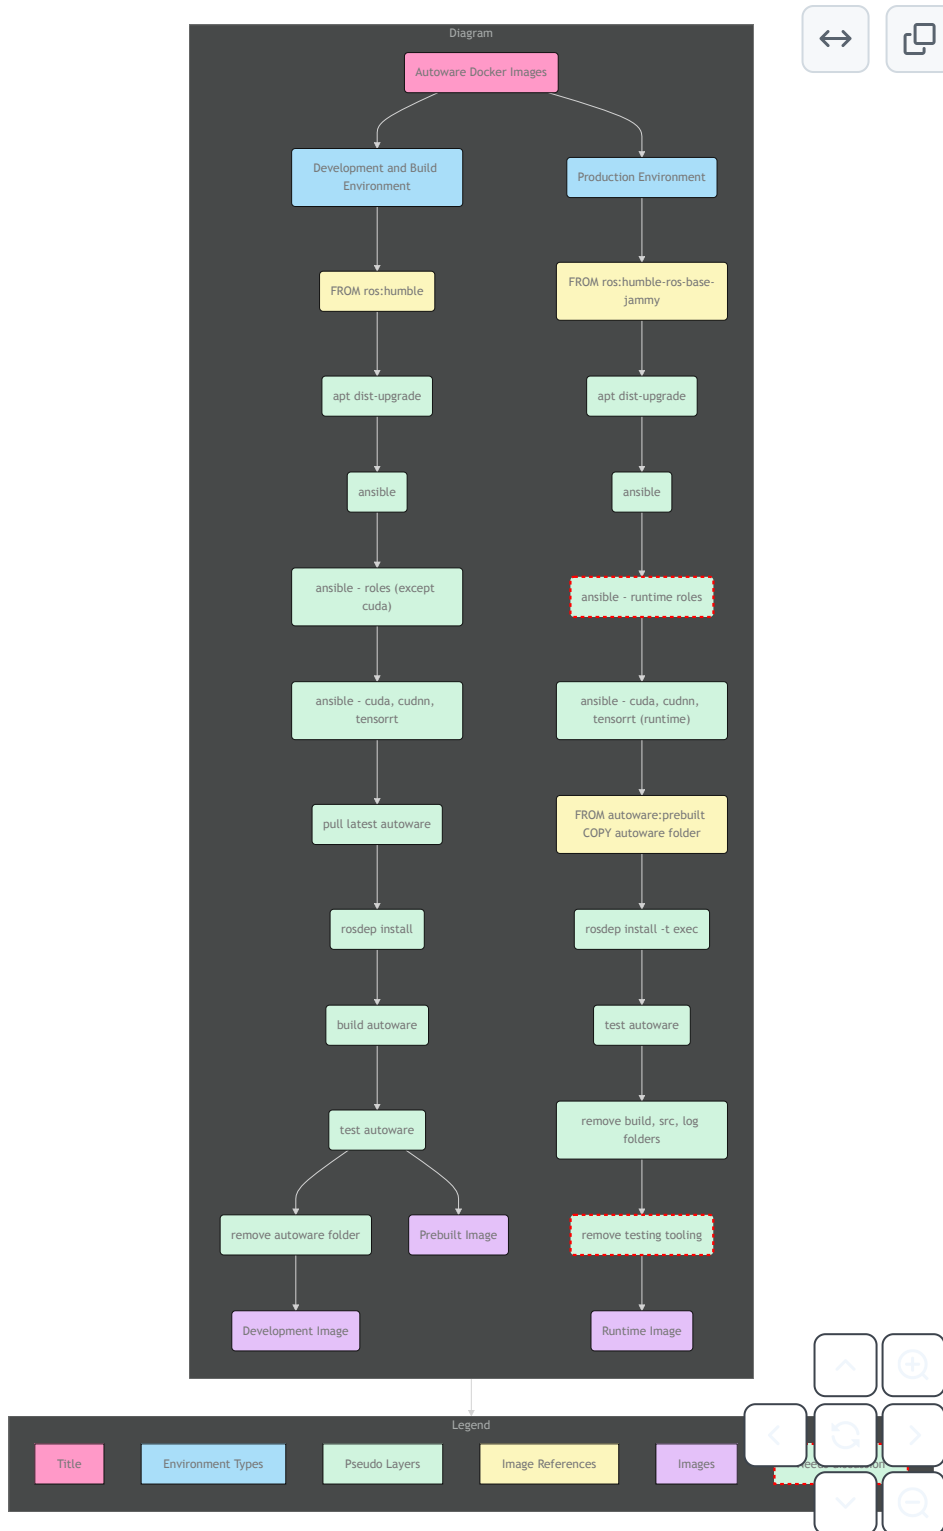 Diagram
Autoware Docker Images
Development and Build
Environment
Production Environment
FROM ros:humble
FROM ros:humble-ros-base-
jammy
apt dist-upgrade
apt dist-upgrade
ansible
ansible
ansible - roles (except
cuda)
ansible - runtime roles
ansible - cuda, cudnn,
tensorrt
ansible - cuda, cudnn,
tensorrt (runtime)
pull latest autoware
FROM autoware:prebuilt
COPY autoware folder
rosdep install
rosdep install -t exec
build autoware
test autoware
test autoware
remove build, src, log
folders
remove autoware folder
Prebuilt Image
remove testing tooling
Development Image
Runtime Image
Legend
Title
Environment Types
Pseudo Layers
Image References
Images